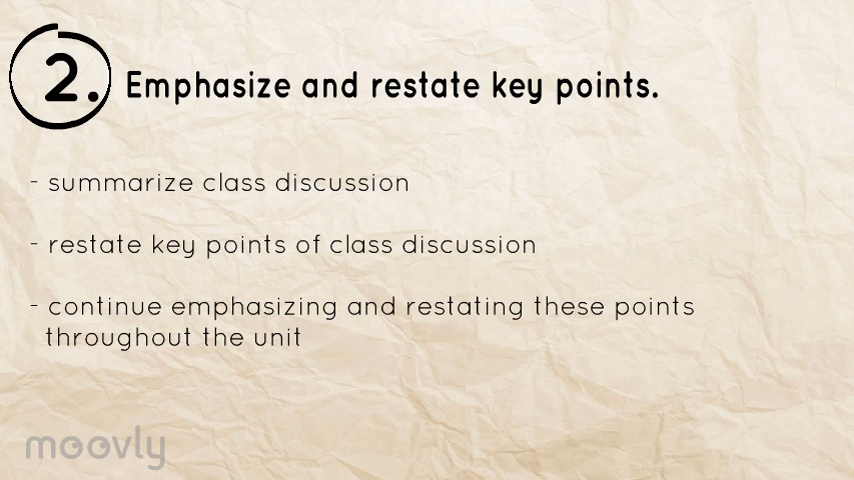 2. Emphasize and restate key points.
- summarize class discussion
- restate key points of class discussion
- continue emphasizing and restating these points
throughout the unit
moovly